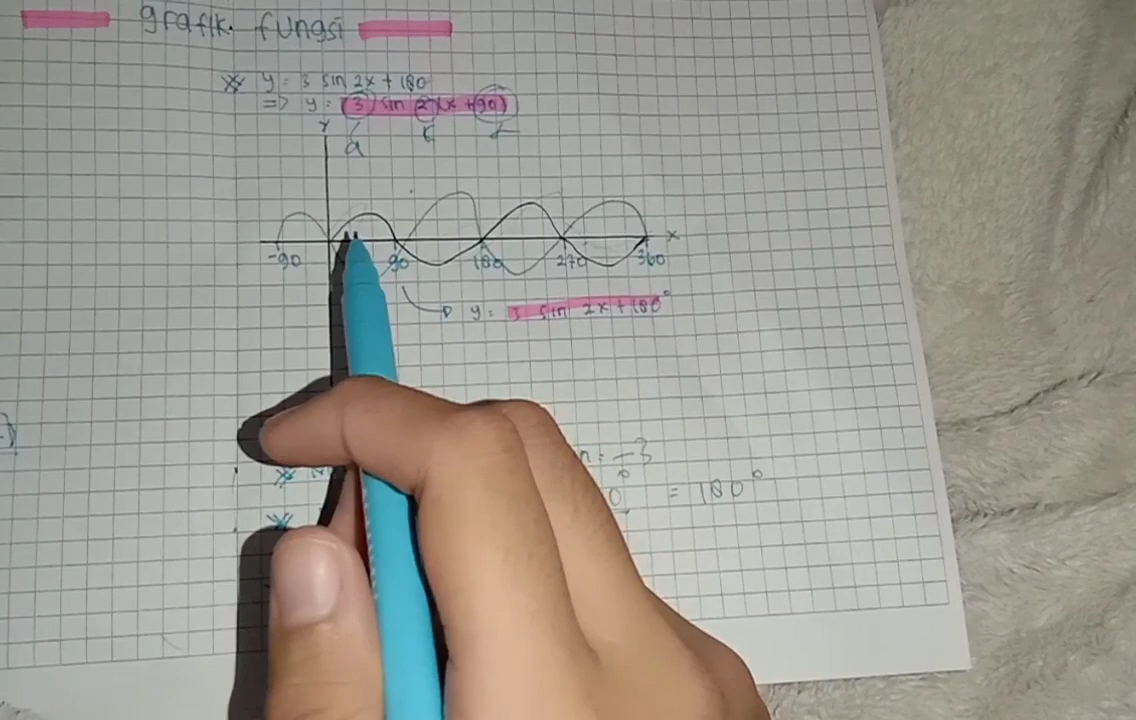 grafik fungsi
y = 3 sin 2x + 180
=> y = 3 sin 2(x + 90)
Y
a k
-90 90 180 270 360 x
y = 3 sin 2x + 180°
-3
= 180°